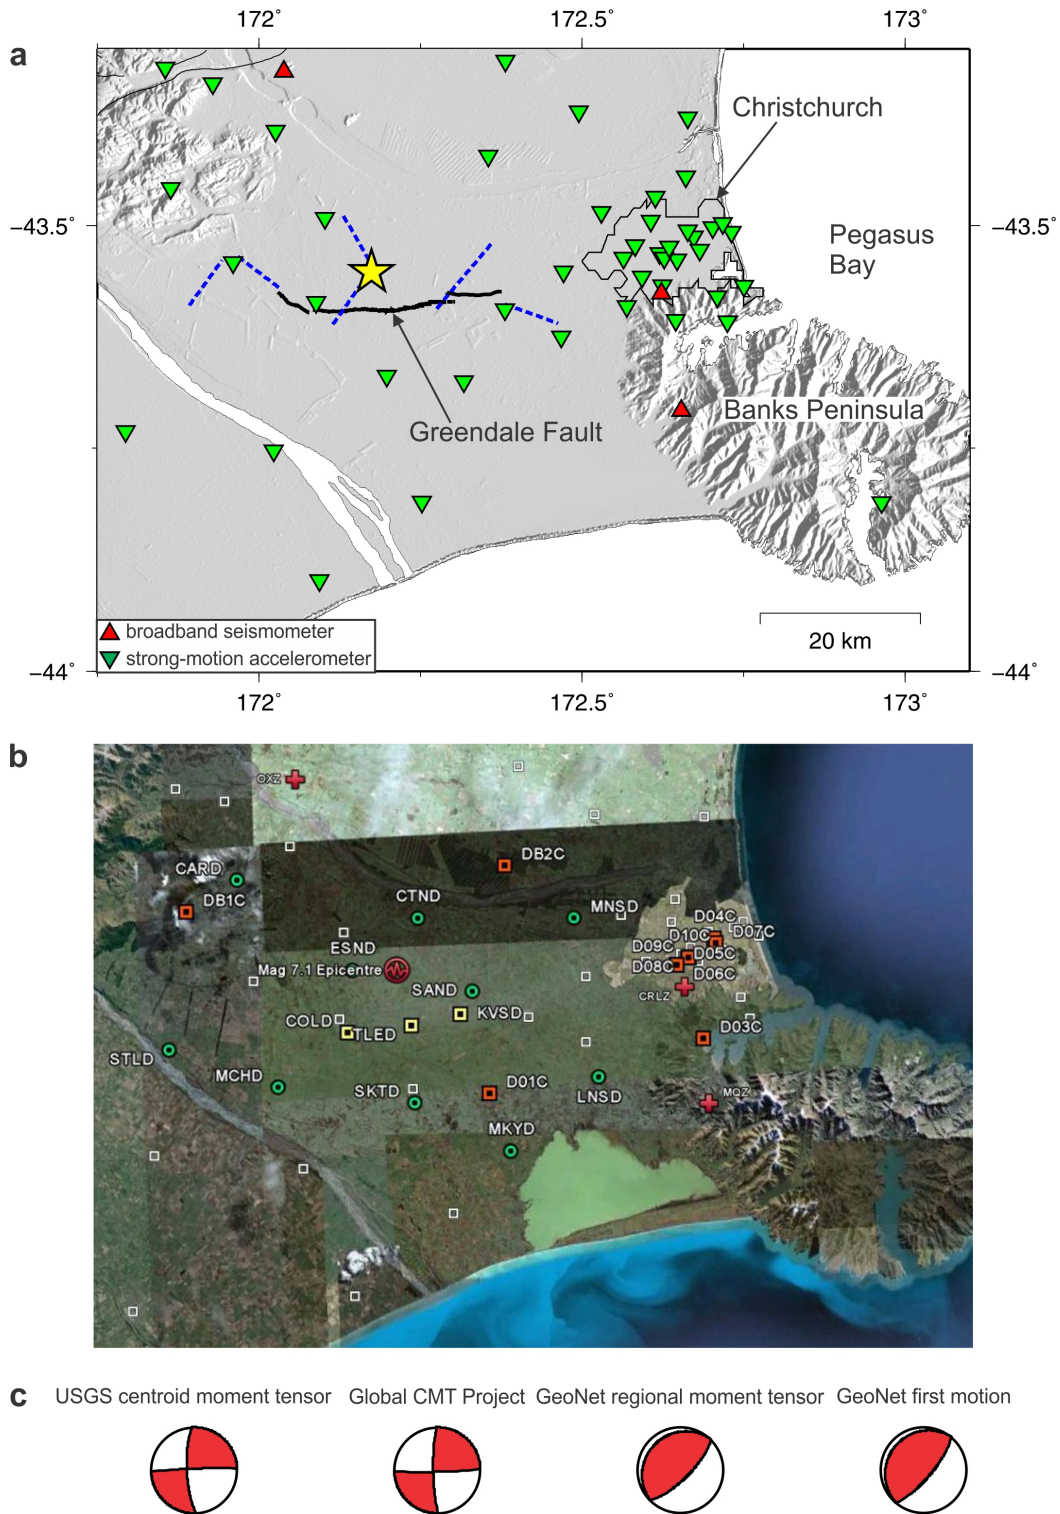 172˚ 172.5˚ 173˚
a
Christchurch
−43.5˚ −43.5˚
Pegasus
Bay
Banks Peninsula
Greendale Fault
broadband seismometer
strong-motion accelerometer
20 km
−44˚ −44˚
172˚ 172.5˚ 173˚
b
OXZ
DB2C
CARD
DB1C
CTND
MNSD
D04C
D10C
D07C
ESND
D09C
D05C
Mag 7.1 Epicentre
D08C
D06C
SAND
CRLZ
COLD
TLED
KVSD
D03C
STLD
MCHD
SKTD
D01C
LNSD
MQZ
MKYD
c
USGS centroid moment tensor Global CMT Project GeoNet regional moment tensor GeoNet first motion